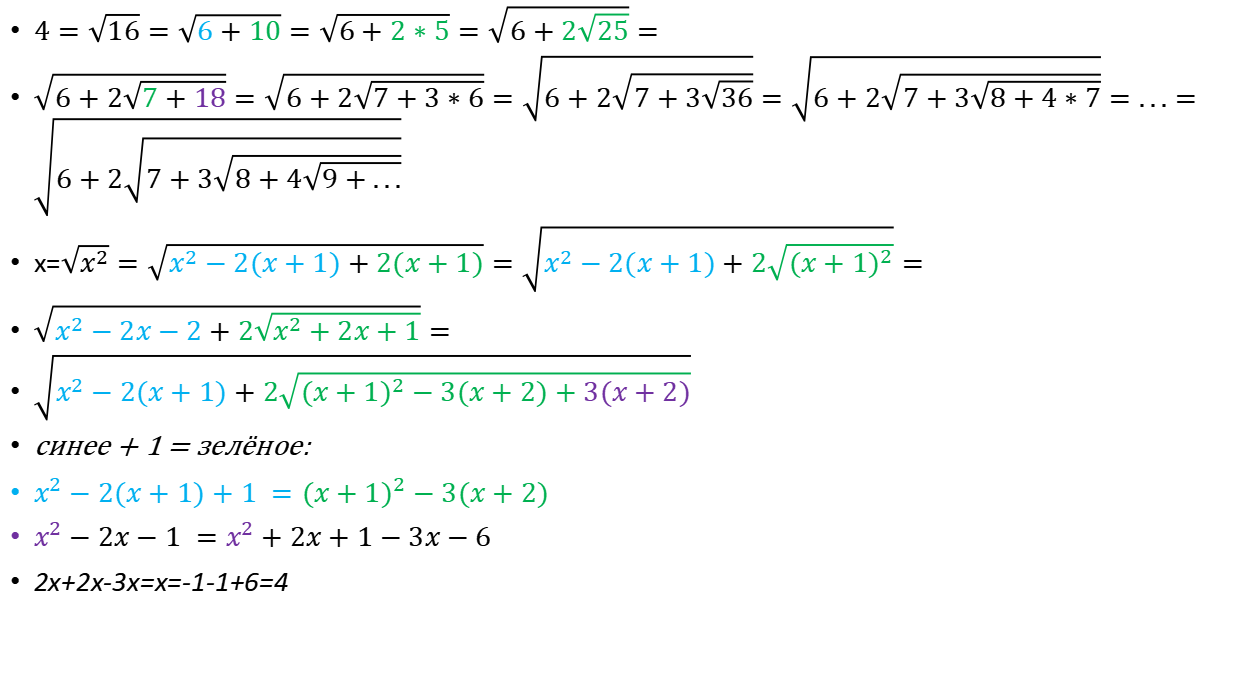 • 4 = √16 = √(6 + 10) = √(6 + 2 ∗ 5) = √(6 + 2√25) =
• √(6 + 2√(7 + 18)) = √(6 + 2√(7 + 3 ∗ 6)) = √(6 + 2√(7 + 3√36)) = √(6 + 2√(7 + 3√(8 + 4 ∗ 7))) = … =
√(6 + 2√(7 + 3√(8 + 4√(9 + …))))
• x=√(x²) = √(x² − 2(x + 1) + 2(x + 1)) = √(x² − 2(x + 1) + 2√((x + 1)²)) =
• √(x² − 2x − 2 + 2√(x² + 2x + 1)) =
• √(x² − 2(x + 1) + 2√((x + 1)² − 3(x + 2) + 3(x + 2)))
• синее + 1 = зелёное:
• x² − 2(x + 1) + 1 = (x + 1)² − 3(x + 2)
• x² − 2x − 1 = x² + 2x + 1 − 3x − 6
• 2x+2x-3x=x=-1-1+6=4